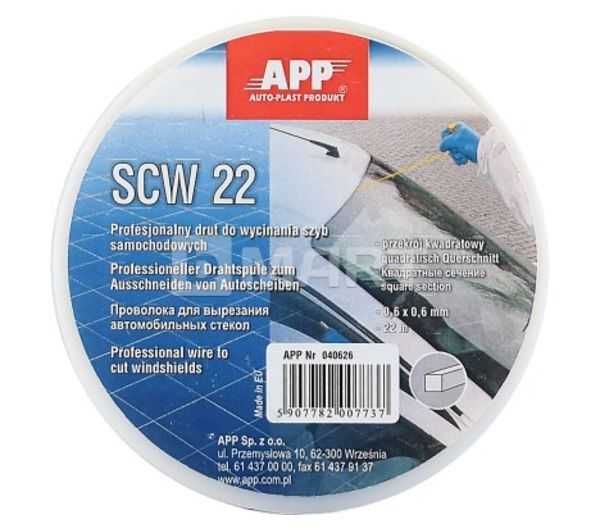 APP
AUTO-PLAST PRODUKT
®
SCW 22
Profesjonalny drut do wycinania szyb
samochodowych
Professioneller Drahtspule zum
Ausschneiden von Autoscheiben.
Проволока для вырезания
автомобильных стекол
Professional wire to
cut windshields
- przekrój kwadratowy
quadratisch Querschnitt
Квадратные сечение
square section
- 0,6 x 0,6 mm
- 22 m
APP Nr 040626
Made in EU
5 907782 007737
APP Sp. z o.o.
ul. Przemysłowa 10, 62-300 Września
tel, 61 437 00 00, fax 61 437 91 37
www.app.com.pl